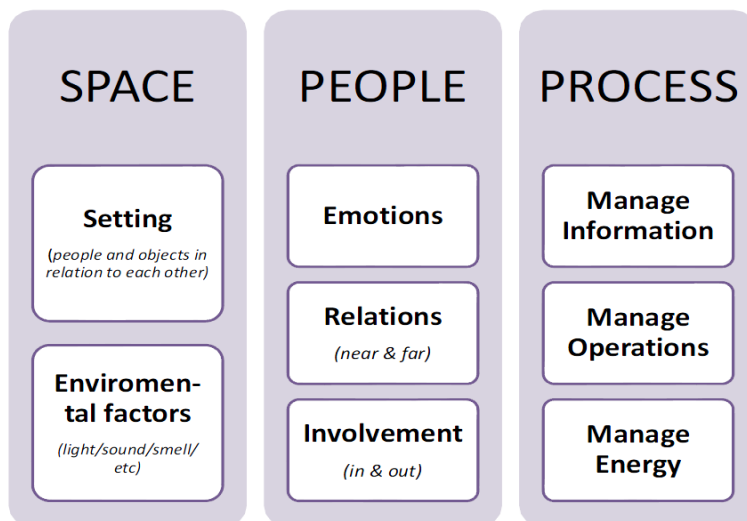 SPACE
Setting
(people and objects in
relation to each other)
Enviromen-
tal factors
(light/sound/smell/
etc)
PEOPLE
Emotions
Relations
(near & far)
Involvement
(in & out)
PROCESS
Manage
Information
Manage
Operations
Manage
Energy